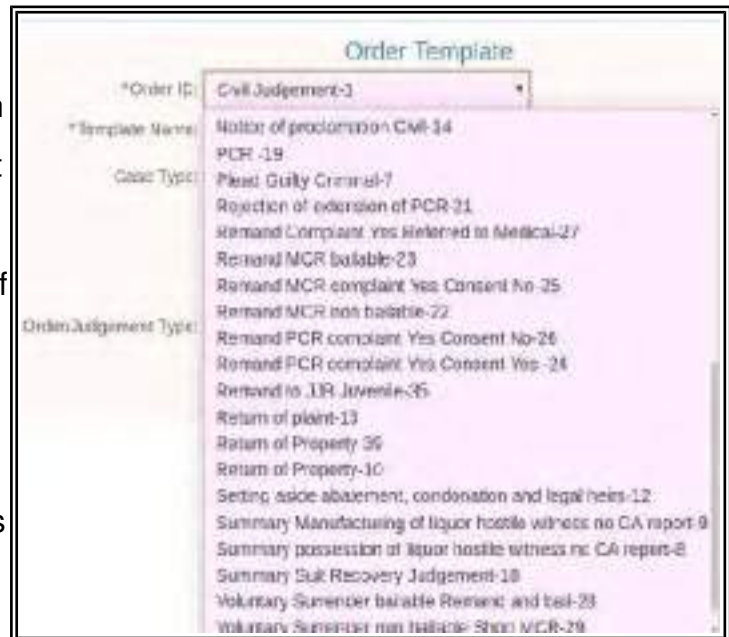 Order Template
*Order ID: Civil Judgement-1
*Template Name:
Case Type:
Order/Judgement Type:
Notice of proclamation Civil-14
PCR -19
Plead Guilty Criminal-7
Rejection of extension of PCR-21
Remand Complaint Yes Referred to Medical-27
Remand MCR bailable-23
Remand MCR complaint Yes Consent No-25
Remand MCR non bailable-22
Remand PCR complaint Yes Consent No-26
Remand PCR complaint Yes Consent Yes -24
Remand to JJB Juvenile-35
Return of plaint-13
Return of Property
Return of Property-10
Setting aside abatement, condonation and legal heirs-12
Summary Manufacturing of liquor hostile witness no CA report-9
Summary possession of liquor hostile witness no CA report-8
Summary Suit Recovery Judgement-18
Voluntary Surrender bailable Remand and bail-28
Voluntary Surrender non bailable MCR-29